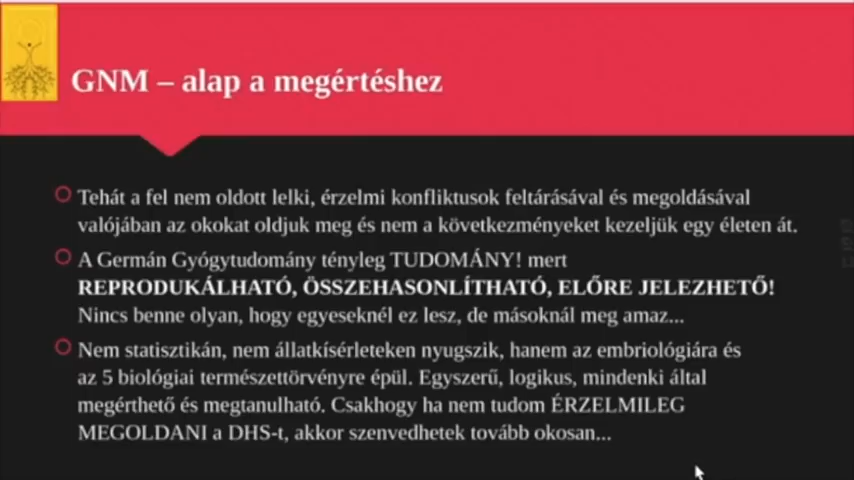 GNM – alap a megértéshez
Tehát a fel nem oldott lelki, érzelmi konfliktusok feltárásával és megoldásával
valójában az okokat oldjuk meg és nem a következményeket kezeljük egy életen át.
A Germán Gyógytudomány tényleg TUDOMÁNY! mert
REPRODUKÁLHATÓ, ÖSSZEHASONLÍTHATÓ, ELŐRE JELEZHETŐ!
Nincs benne olyan, hogy egyeseknél ez lesz, de másoknál meg amaz...
Nem statisztikán, nem állatkísérleteken nyugszik, hanem az embriológiára és
az 5 biológiai természettörvényre épül. Egyszerű, logikus, mindenki által
megérthető és megtanulható. Csakhogy ha nem tudom ÉRZELMILEG
MEGOLDANI a DHS-t, akkor szenvedhetek tovább okosan...